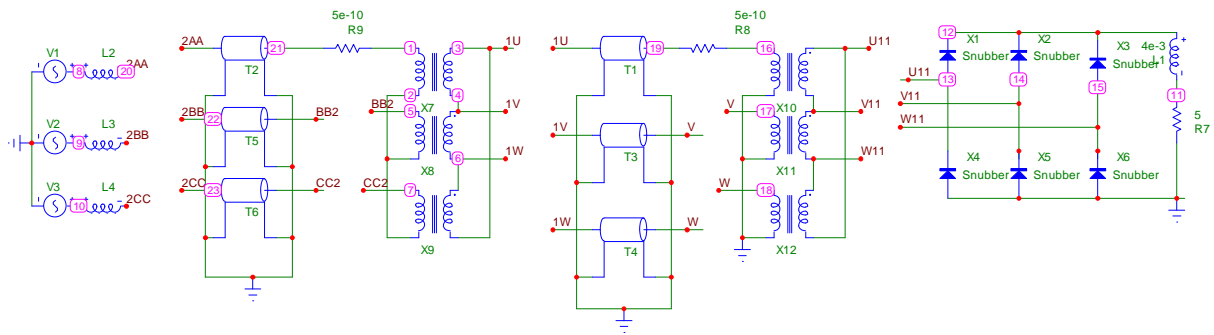 5e-10
R9
5e-10
R8
V1
L2
2AA
8
20
V2
L3
2BB
9
V3
L4
2CC
10
2AA
21
T2
2BB
22
BB2
T5
2CC
23
CC2
T6
1
3
1U
2
4
X7
BB2
5
1V
6
1W
X8
CC2
7
X9
1U
19
T1
1V
V
T3
1W
W
T4
16
U11
X10
V
17
V11
W11
X11
W
18
X12
12
X1
Snubber
X2
Snubber
X3
Snubber
4e-3
L1
U11
13
14
15
11
V11
W11
5
R7
X4
Snubber
X5
Snubber
X6
Snubber